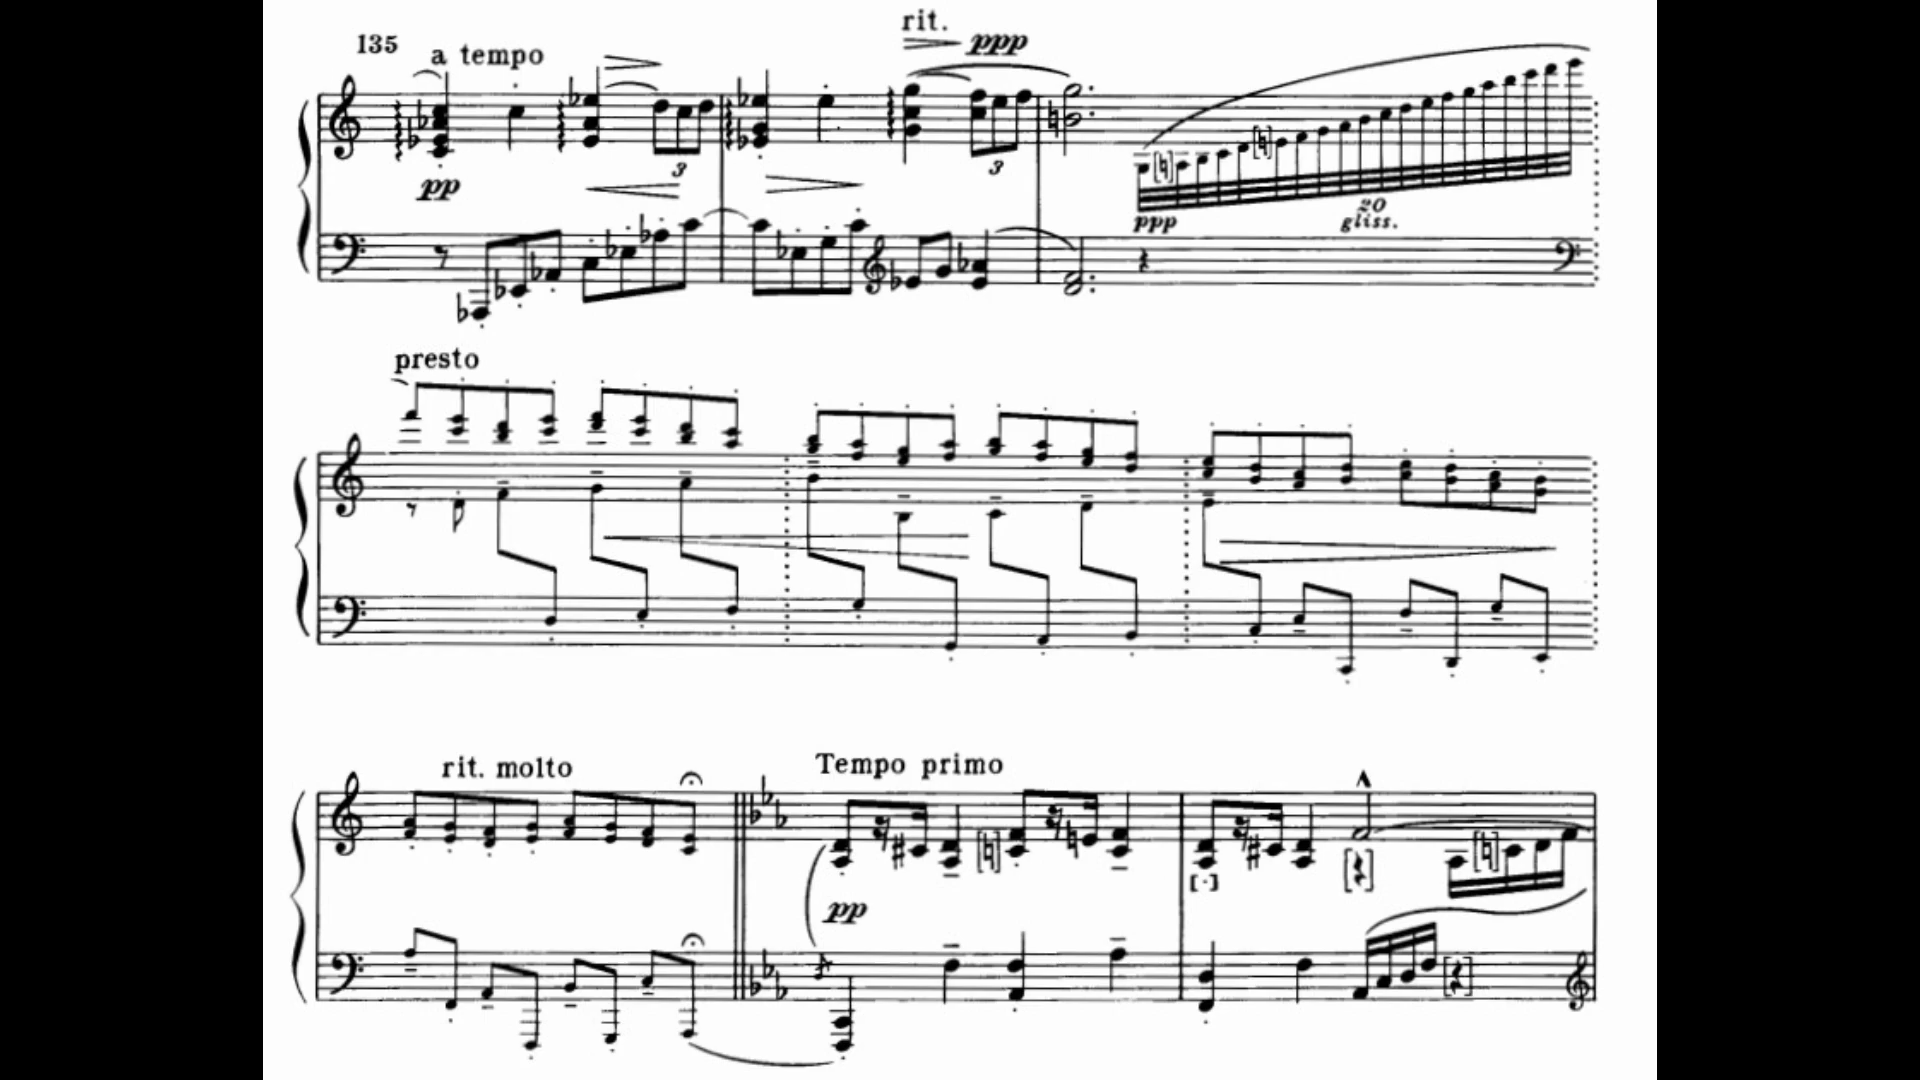 rit.
135 a tempo ppp
3 3
pp
20
ppp gliss.
presto
rit. molto Tempo primo
pp